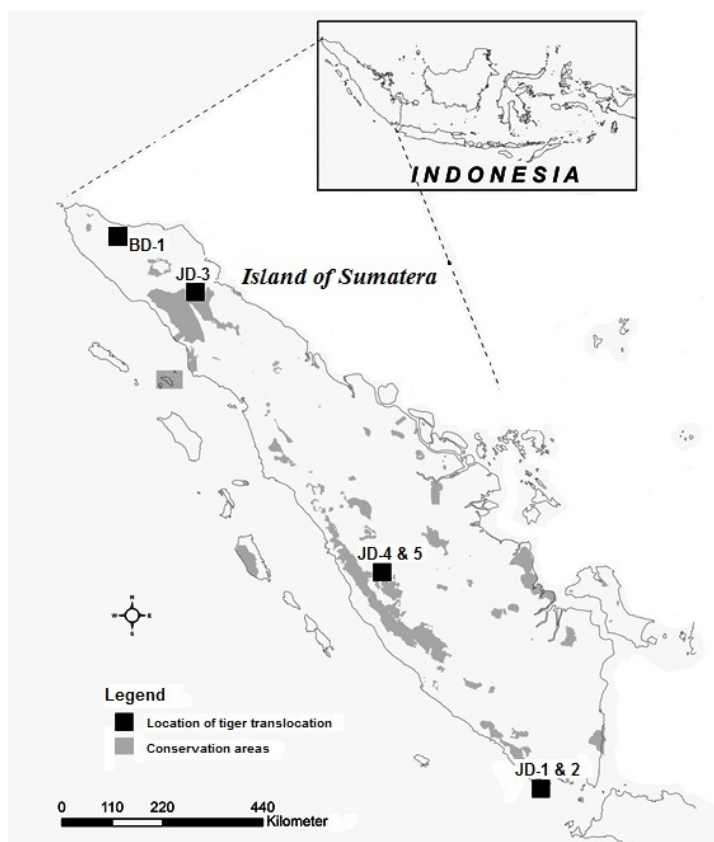 INDONESIA
BD-1
JD-3
Island of Sumatera
JD-4 & 5
N
W E
S
Legend
Location of tiger translocation
Conservation areas
JD-1 & 2
0 110 220 440
Kilometer